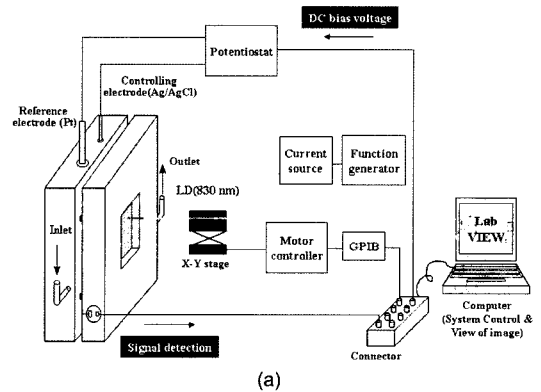 DC bias voltage
Potentiostat
Controlling
electrode(Ag/AgCl)
Reference
electrode (Pt)
Outlet
LD(830 nm)
Current
source
Function
generator
Inlet
X-Y stage
Motor
controller
GPIB
Lab
VIEW
Computer
(System Control &
View of image)
Signal detection
Connector
(a)